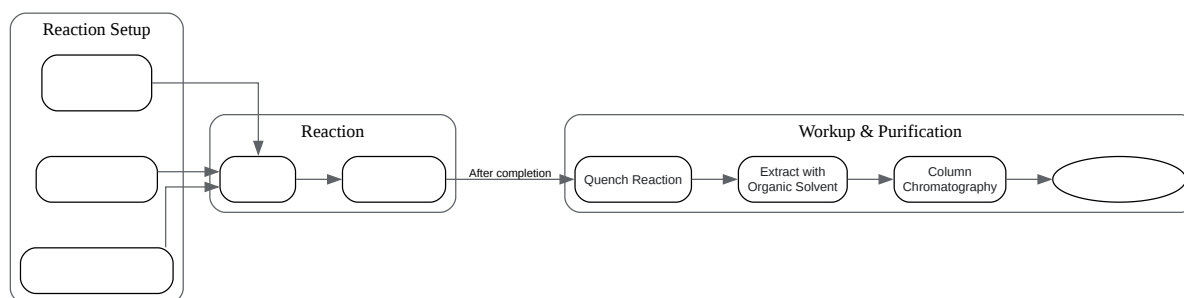 Reaction Setup
Reaction
After completion
Workup & Purification
Quench Reaction
Extract with
Organic Solvent
Column
Chromatography